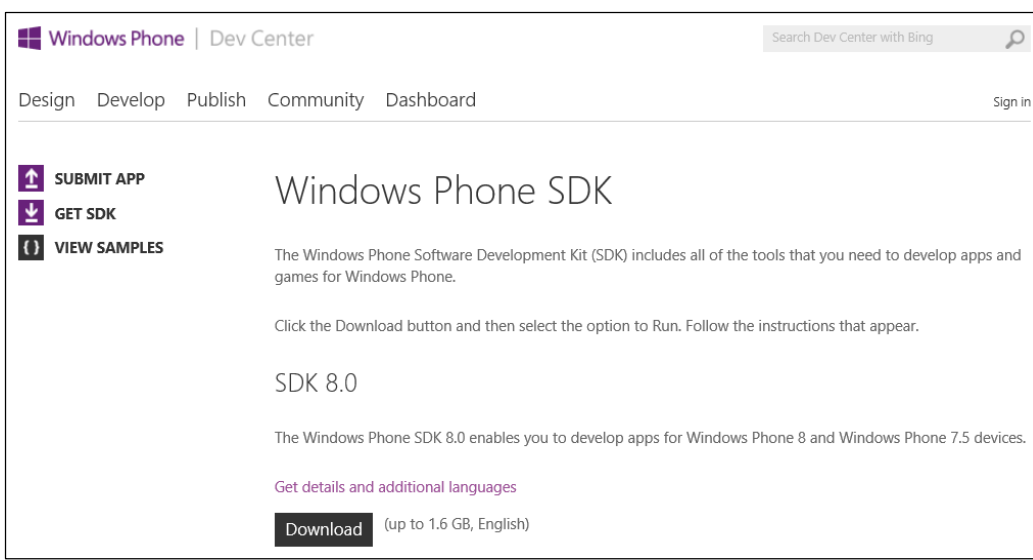 Windows Phone | Dev Center
Search Dev Center with Bing
Design Develop Publish Community Dashboard
Sign in
SUBMIT APP
GET SDK
VIEW SAMPLES
Windows Phone SDK
The Windows Phone Software Development Kit (SDK) includes all of the tools that you need to develop apps and
games for Windows Phone.
Click the Download button and then select the option to Run. Follow the instructions that appear.
SDK 8.0
The Windows Phone SDK 8.0 enables you to develop apps for Windows Phone 8 and Windows Phone 7.5 devices.
Get details and additional languages
Download (up to 1.6 GB, English)